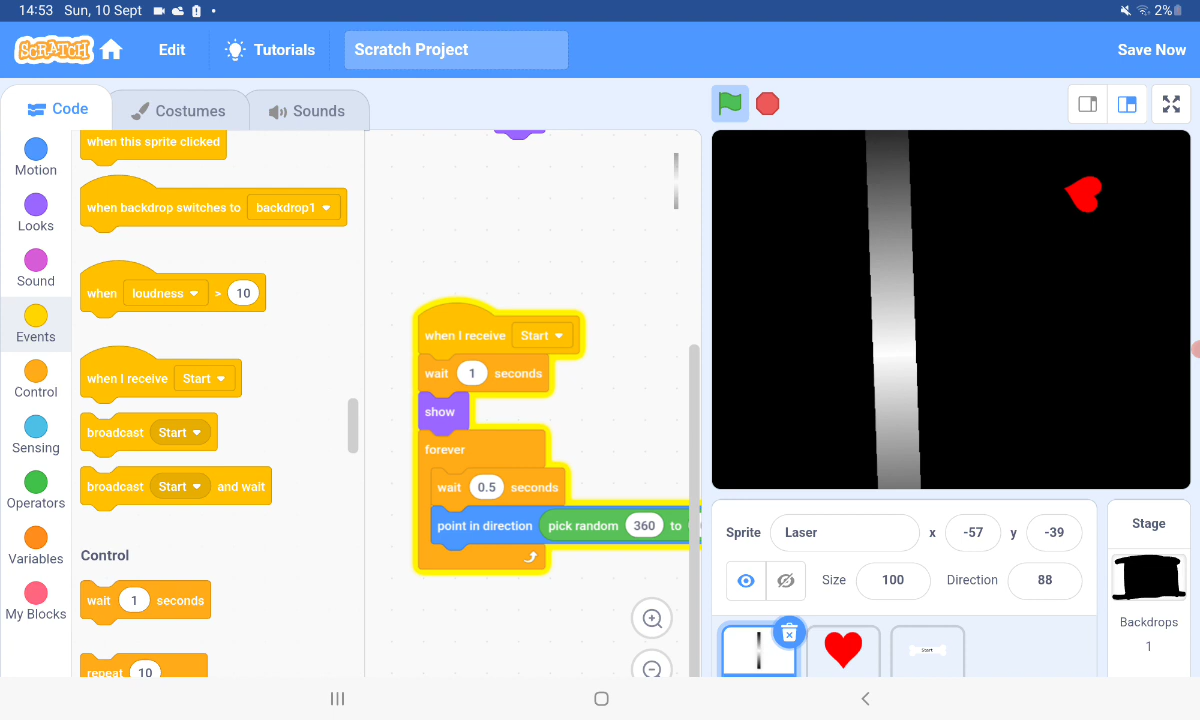 14:53 Sun, 10 Sept
2%
SCRATCH
Edit
Tutorials
Scratch Project
Save Now
Code
Costumes
Sounds
Motion
Looks
Sound
Events
Control
Sensing
Operators
Variables
My Blocks
when this sprite clicked
when backdrop switches to backdrop1
when loudness > 10
when I receive Start
broadcast Start
broadcast Start and wait
Control
wait 1 seconds
repeat 10
when I receive Start
wait 1 seconds
show
forever
wait 0.5 seconds
point in direction pick random 360 to
Sprite Laser x -57 y -39
Size 100 Direction 88
Start
Stage
Backdrops
1